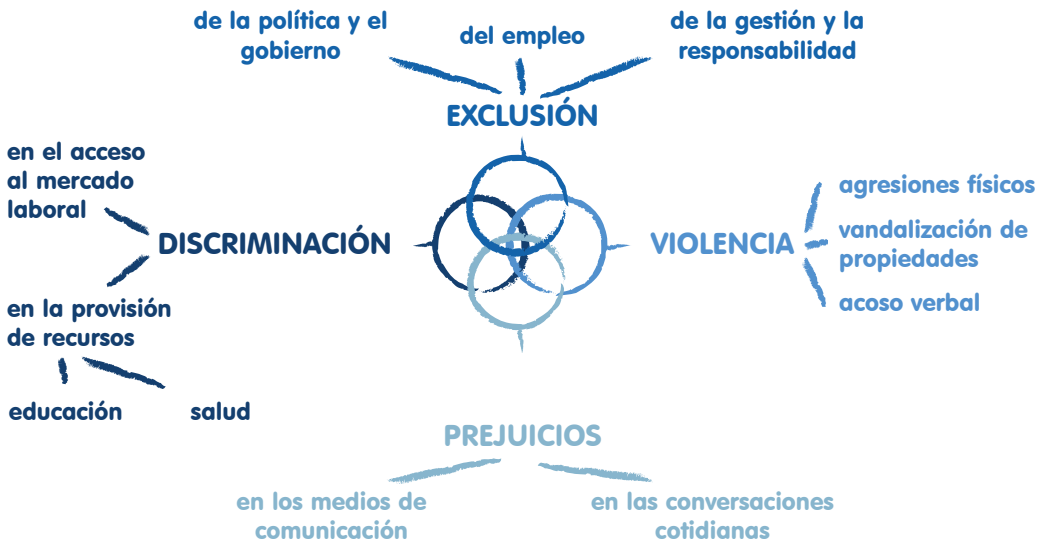 de la política y el
gobierno
del empleo
de la gestión y la
responsabilidad
EXCLUSIÓN
en el acceso
al mercado
laboral
DISCRIMINACIÓN
en la provisión
de recursos
educación
salud
VIOLENCIA
agresiones físicos
vandalización de
propiedades
acoso verbal
PREJUICIOS
en los medios de
comunicación
en las conversaciones
cotidianas